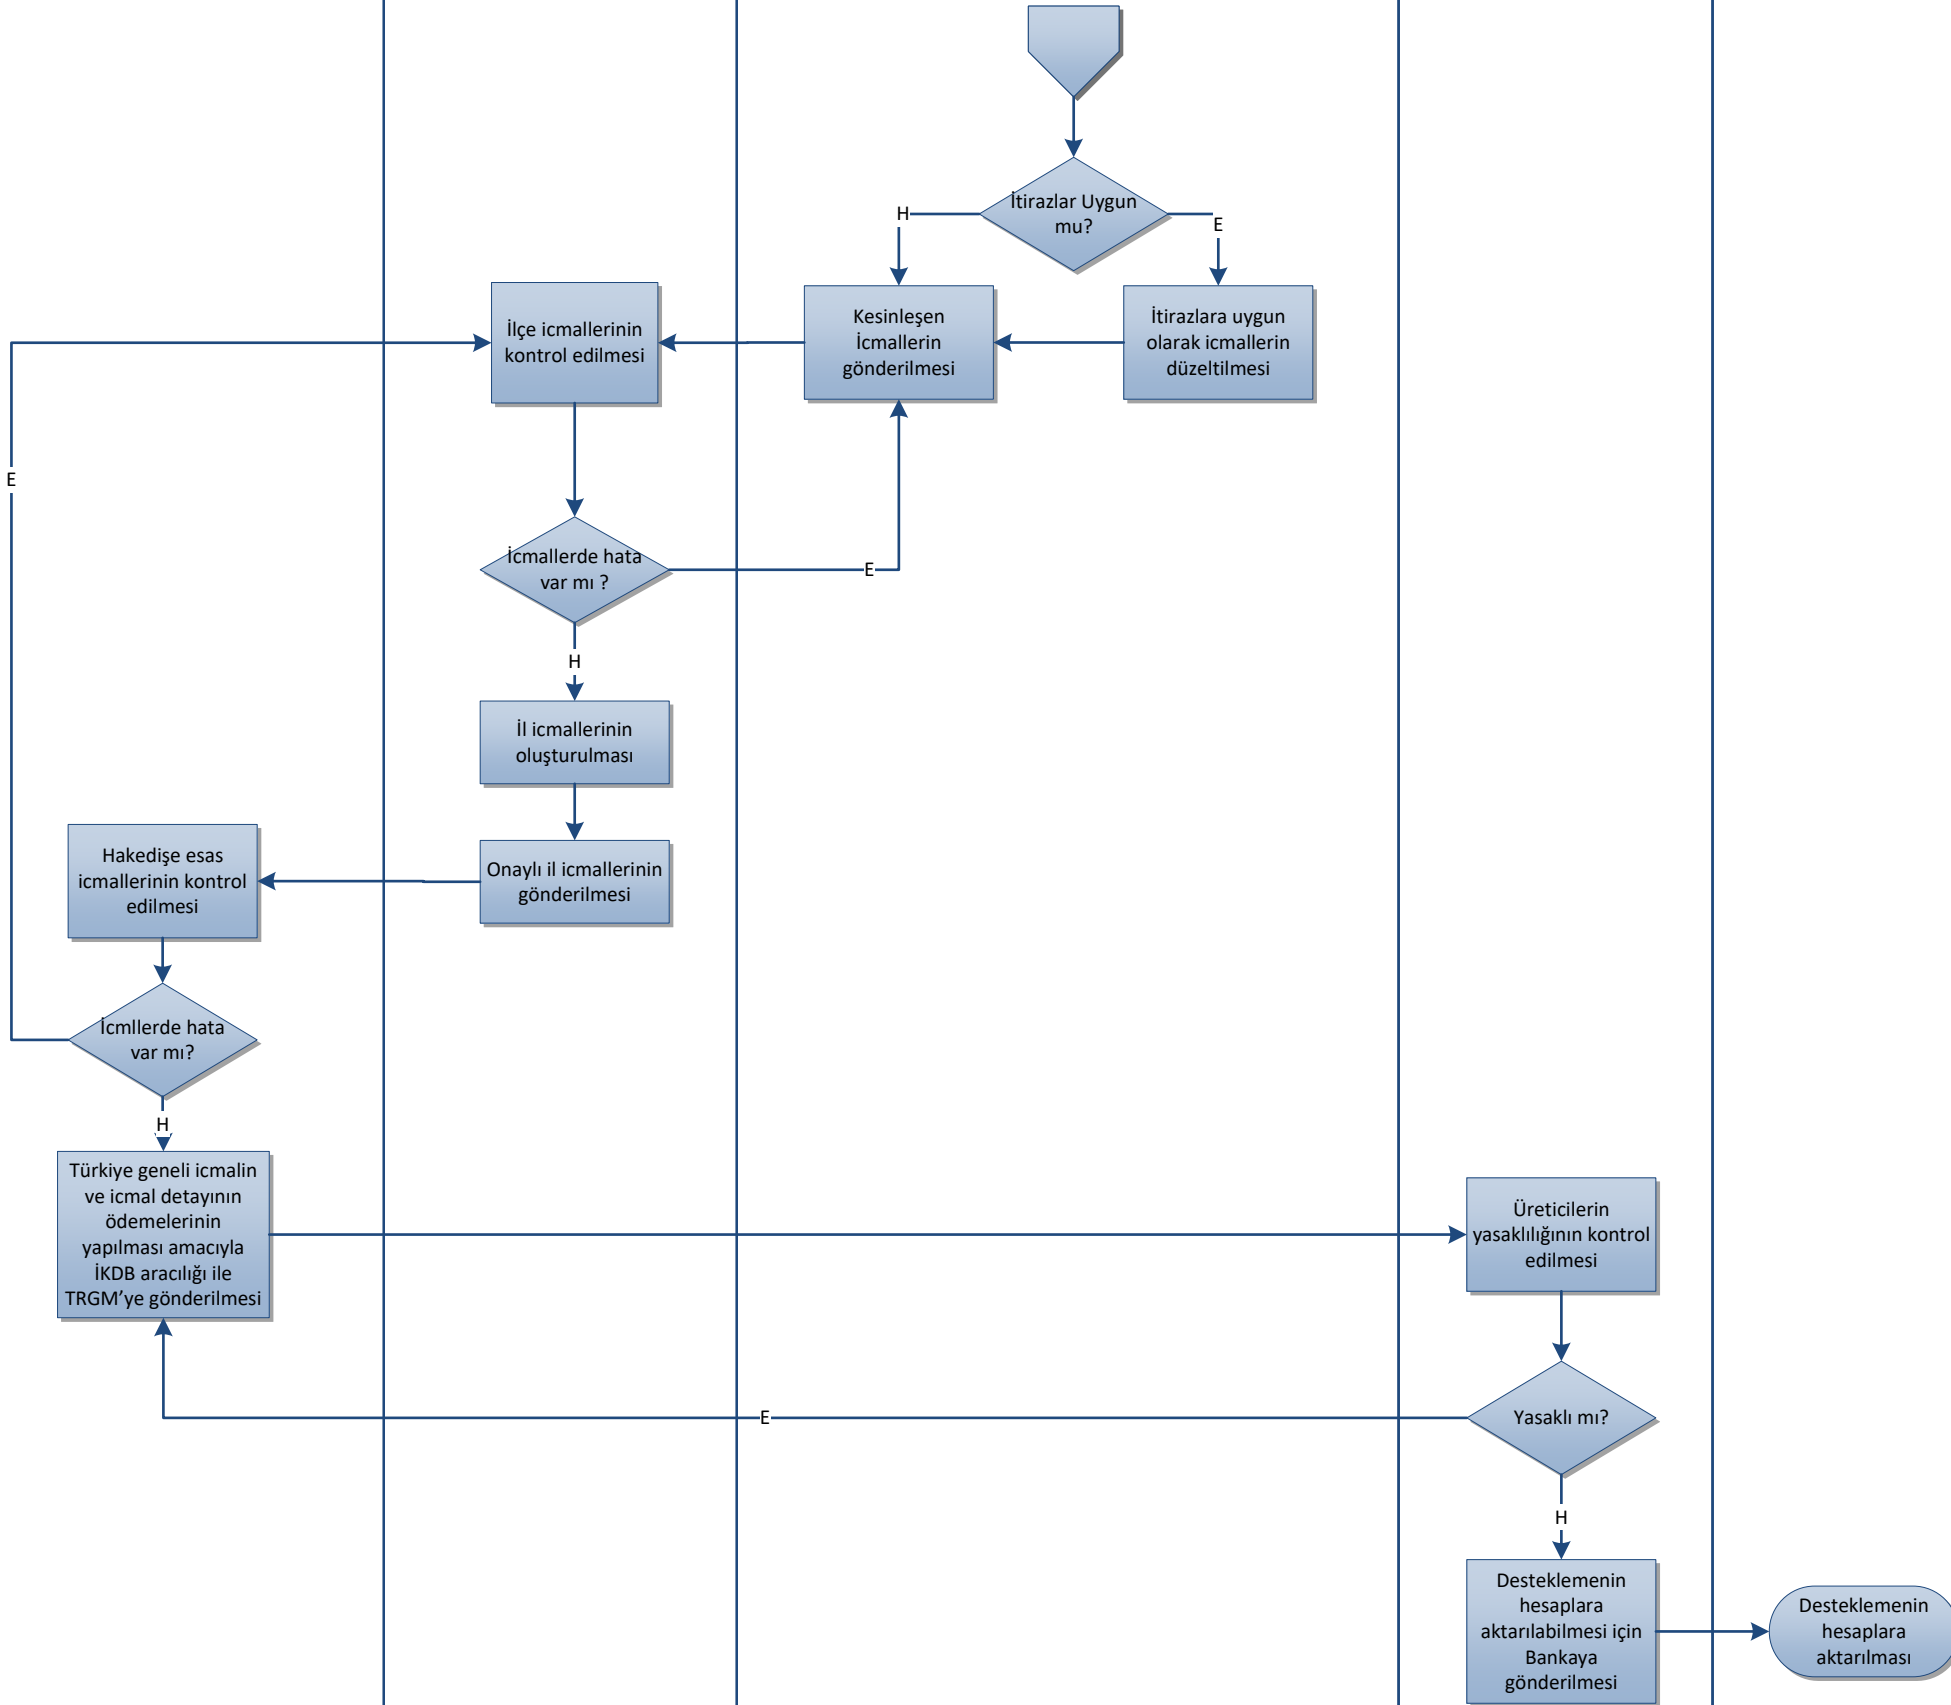 İtirazlar Uygun
mu?
H
E
İlçe icmallerinin
kontrol edilmesi
Kesinleşen
İcmallerin
gönderilmesi
İtirazlara uygun
olarak icmallerin
düzeltilmesi
E
İcmallerde hata
var mı ?
E
H
İl icmallerinin
oluşturulması
Hakedişe esas
icmallerinin kontrol
edilmesi
Onaylı il icmallerinin
gönderilmesi
İcmllerde hata
var mı?
H
Türkiye geneli icmalin
ve icmal detayının
ödemelerinin
yapılması amacıyla
İKDB aracılığı ile
TRGM’ye gönderilmesi
Üreticilerin
yasaklılığının kontrol
edilmesi
E
Yasaklı mı?
H
Desteklemenin
hesaplara
aktarılabilmesi için
Bankaya
gönderilmesi
Desteklemenin
hesaplara
aktarılması